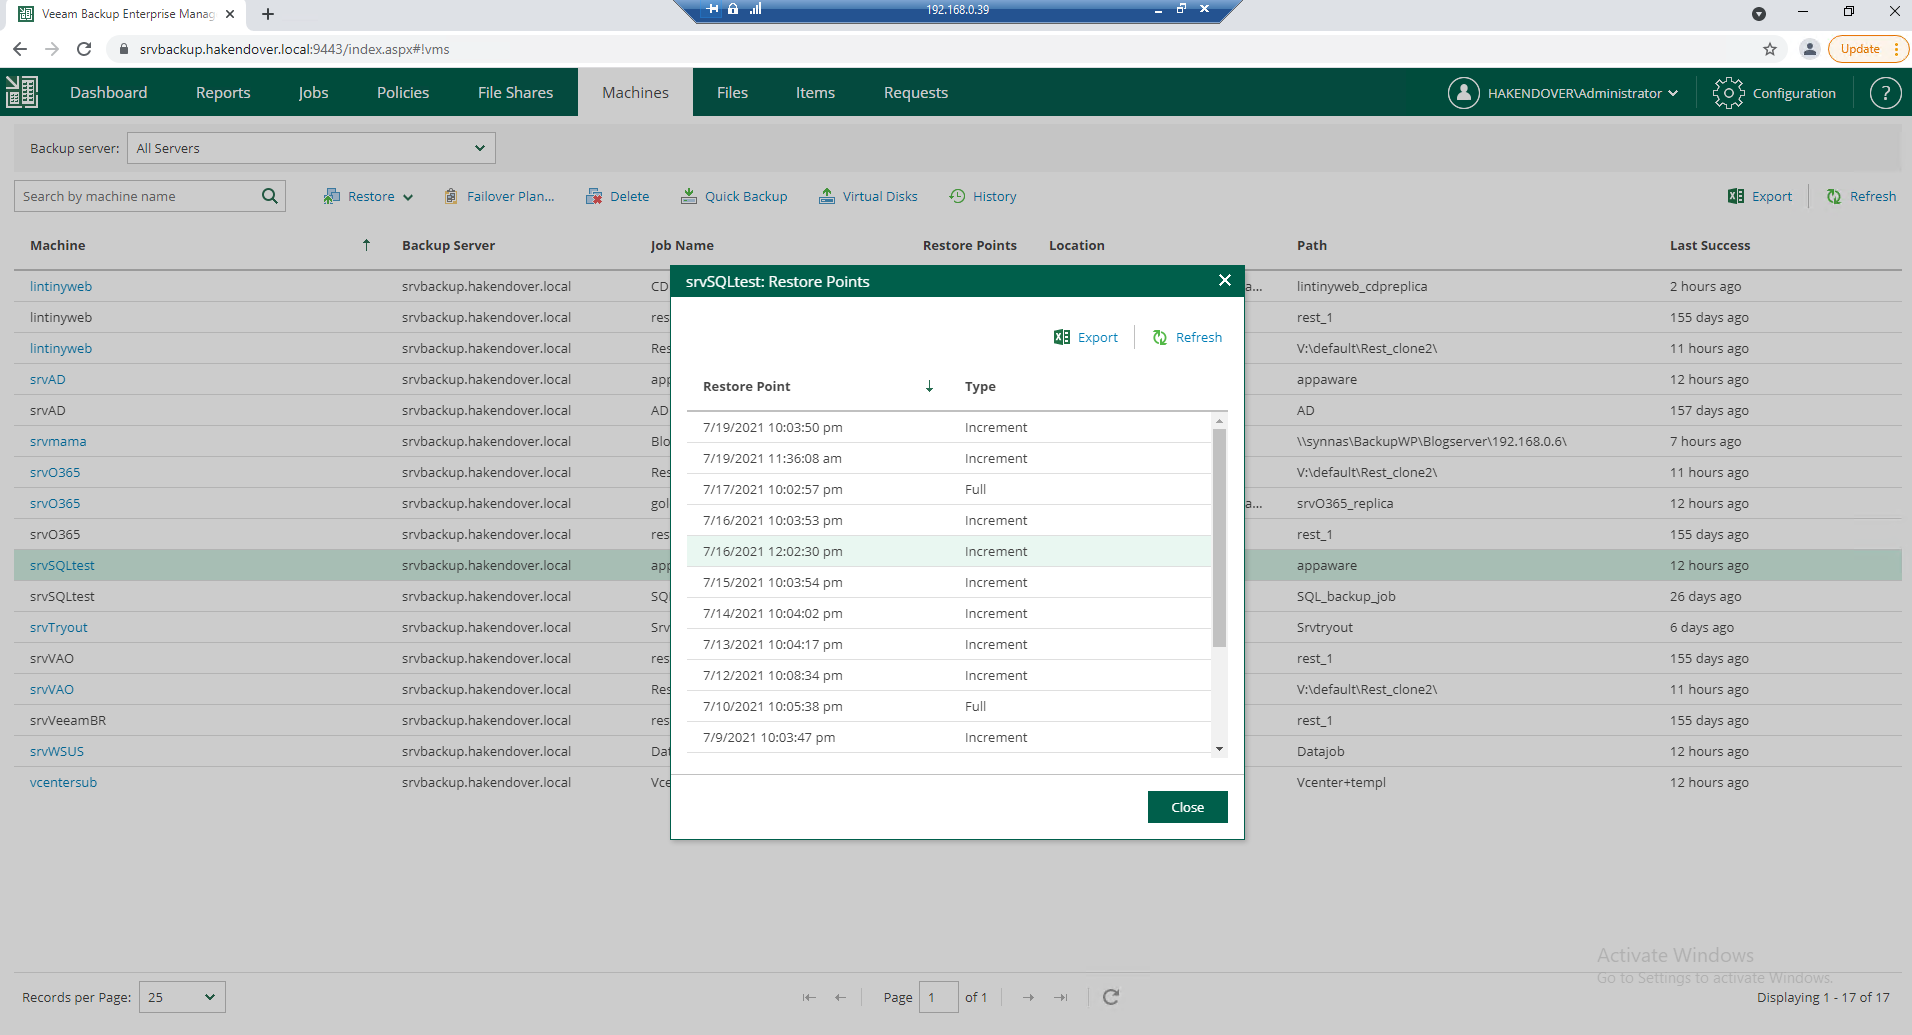 Veeam Backup Enterprise Manag
192.168.0.39
srvbackup.hakendover.local:9443/index.aspx#!vms
Update
Dashboard Reports Jobs Policies File Shares Machines Files Items Requests HAKENDOVER\Administrator Configuration ?
Backup server: All Servers
Search by machine name Restore Failover Plan... Delete Quick Backup Virtual Disks History Export Refresh
Machine Backup Server Job Name Restore Points Location Path Last Success
lintinyweb srvbackup.hakendover.local CD a... lintinyweb_cdpreplica 2 hours ago
lintinyweb srvbackup.hakendover.local res rest_1 155 days ago
lintinyweb srvbackup.hakendover.local Res V:\default\Rest_clone2\ 11 hours ago
srvAD srvbackup.hakendover.local app appaware 12 hours ago
srvAD srvbackup.hakendover.local AD AD 157 days ago
srvmama srvbackup.hakendover.local Blo \\synnas\BackupWP\Blogserver\192.168.0.6\ 7 hours ago
srvO365 srvbackup.hakendover.local Res V:\default\Rest_clone2\ 11 hours ago
srvO365 srvbackup.hakendover.local gol a... srvO365_replica 12 hours ago
srvO365 srvbackup.hakendover.local res rest_1 155 days ago
srvSQLtest srvbackup.hakendover.local app appaware 12 hours ago
srvSQLtest srvbackup.hakendover.local SQ SQL_backup_job 26 days ago
srvTryout srvbackup.hakendover.local Srv Srvtryout 6 days ago
srvVAO srvbackup.hakendover.local res rest_1 155 days ago
srvVAO srvbackup.hakendover.local Res V:\default\Rest_clone2\ 11 hours ago
srvVeeamBR srvbackup.hakendover.local res rest_1 155 days ago
srvWSUS srvbackup.hakendover.local Dat Datajob 12 hours ago
vcentersub srvbackup.hakendover.local Vce Vcenter+templ 12 hours ago
srvSQLtest: Restore Points
Export Refresh
Restore Point Type
7/19/2021 10:03:50 pm Increment
7/19/2021 11:36:08 am Increment
7/17/2021 10:02:57 pm Full
7/16/2021 10:03:53 pm Increment
7/16/2021 12:02:30 pm Increment
7/15/2021 10:03:54 pm Increment
7/14/2021 10:04:02 pm Increment
7/13/2021 10:04:17 pm Increment
7/12/2021 10:08:34 pm Increment
7/10/2021 10:05:38 pm Full
7/9/2021 10:03:47 pm Increment
Close
Activate Windows
Go to Settings to activate Windows.
Records per Page: 25 Page 1 of 1 Displaying 1 - 17 of 17